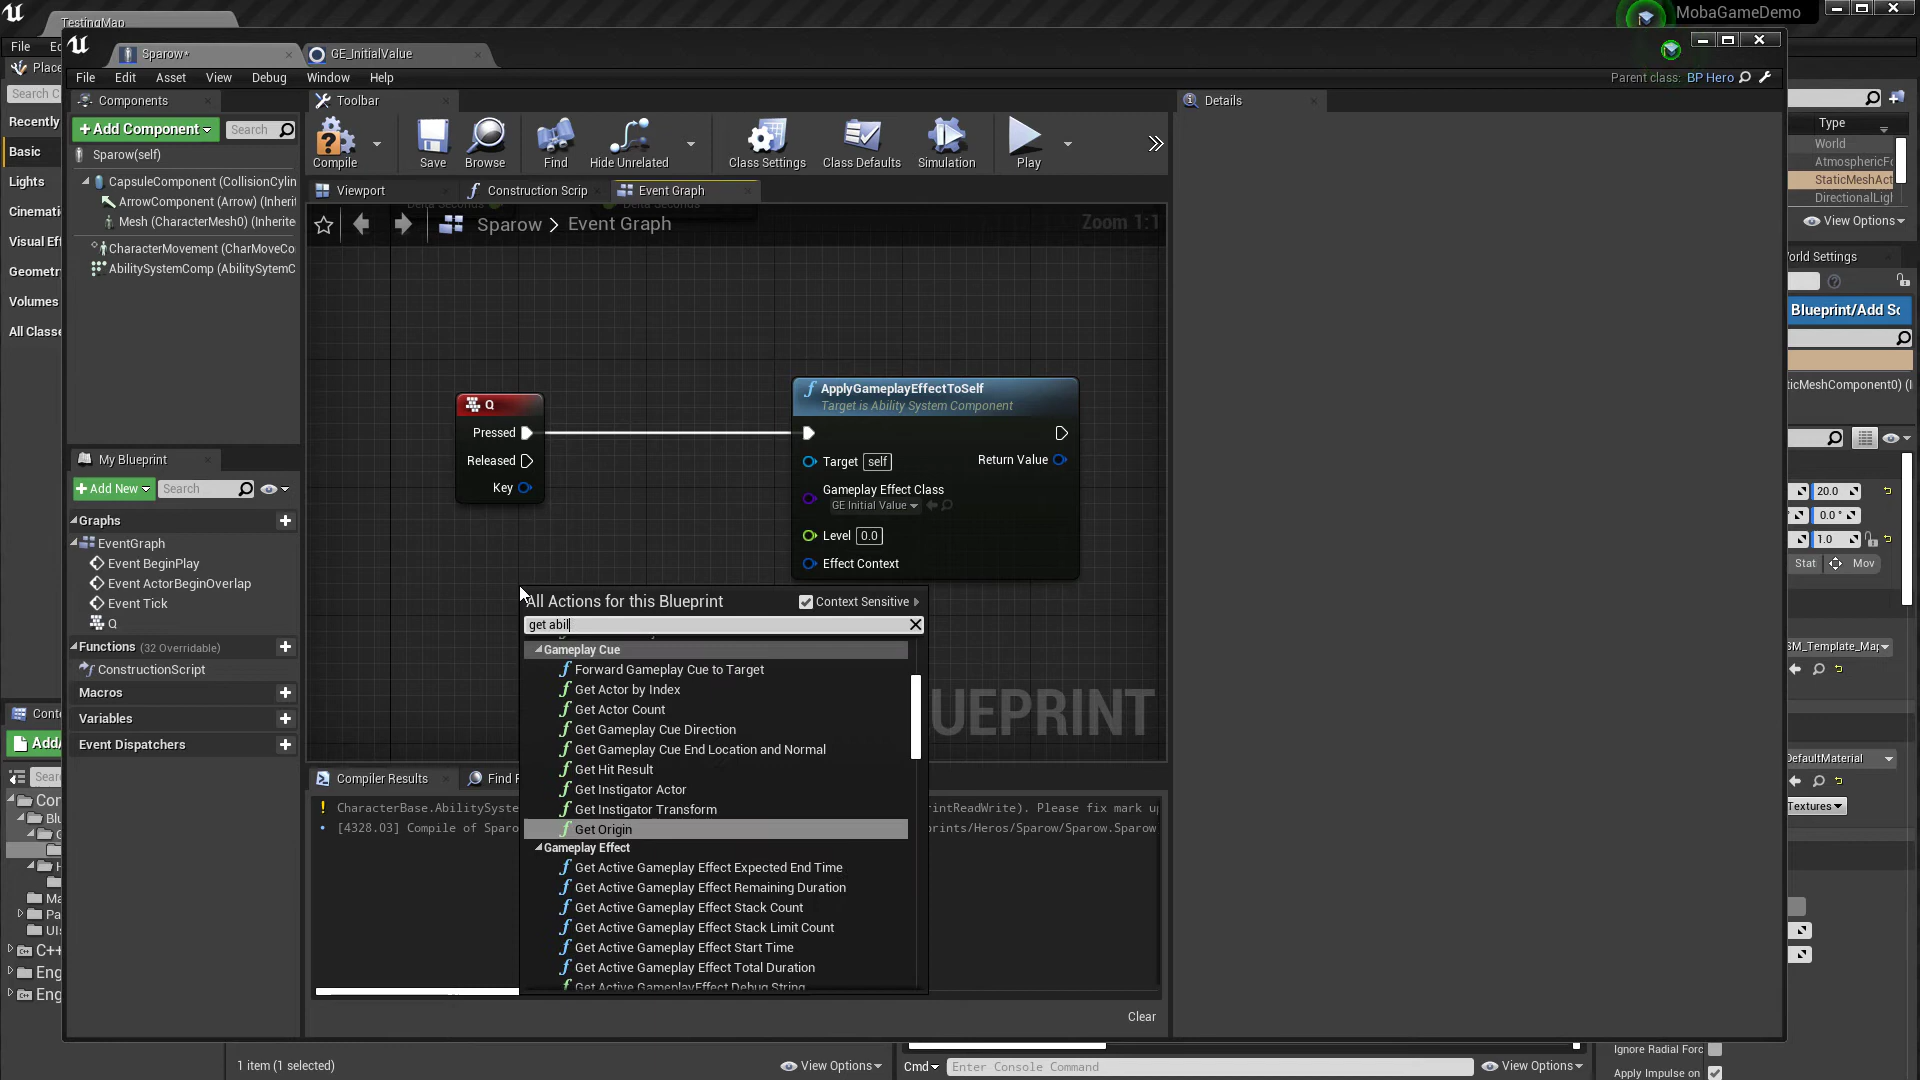 TestingMap
MobaGameDemo
File
Sparow*
GE_InitialValue
File Edit Asset View Debug Window Help
Parent class: BP Hero
Components
Toolbar
Details
+ Add Component
Search
Compile
Save
Browse
Find
Hide Unrelated
Class Settings
Class Defaults
Simulation
Play
Recently
Basic
Lights
Cinemati
Visual Ef
Geometr
Volumes
All Classe
Sparow(self)
CapsuleComponent (CollisionCylin
ArrowComponent (Arrow) (Inherit
Mesh (CharacterMesh0) (Inherite
CharacterMovement (CharMoveCo
AbilitySystemComp (AbilitySytemC
Viewport
Construction Scrip
Event Graph
Sparow > Event Graph
Zoom 1:1
Q
Pressed
Released
Key
ApplyGameplayEffectToSelf
Target is Ability System Component
Target self
Return Value
Gameplay Effect Class
GE Initial Value
Level 0.0
Effect Context
My Blueprint
+ Add New
Search
Graphs
EventGraph
Event BeginPlay
Event ActorBeginOverlap
Event Tick
Q
Functions (32 Overridable)
ConstructionScript
Macros
Variables
Event Dispatchers
All Actions for this Blueprint
Context Sensitive
get abil
Gameplay Cue
Forward Gameplay Cue to Target
Get Actor by Index
Get Actor Count
Get Gameplay Cue Direction
Get Gameplay Cue End Location and Normal
Get Hit Result
Get Instigator Actor
Get Instigator Transform
Get Origin
Gameplay Effect
Get Active Gameplay Effect Expected End Time
Get Active Gameplay Effect Remaining Duration
Get Active Gameplay Effect Stack Count
Get Active Gameplay Effect Stack Limit Count
Get Active Gameplay Effect Start Time
Get Active Gameplay Effect Total Duration
Get Active GameplayEffect Debug String
UEPRINT
Compiler Results
Find R
CharacterBase.AbilitySyste
intReadWrite). Please fix mark u
[4328.03] Compile of Sparo
prints/Heros/Sparow/Sparow.Sparow
Clear
Type
World
AtmosphericFo
StaticMeshAct
DirectionalLigh
View Options
orld Settings
Blueprint/Add Sc
ticMeshComponent0) (I
20.0
0.0 °
1.0
Stat
Mov
SM_Template_Map
DefaultMaterial
Textures
Ignore Radial Forc
Apply Impulse on
1 item (1 selected)
View Options
Cmd
Enter Console Command
View Options